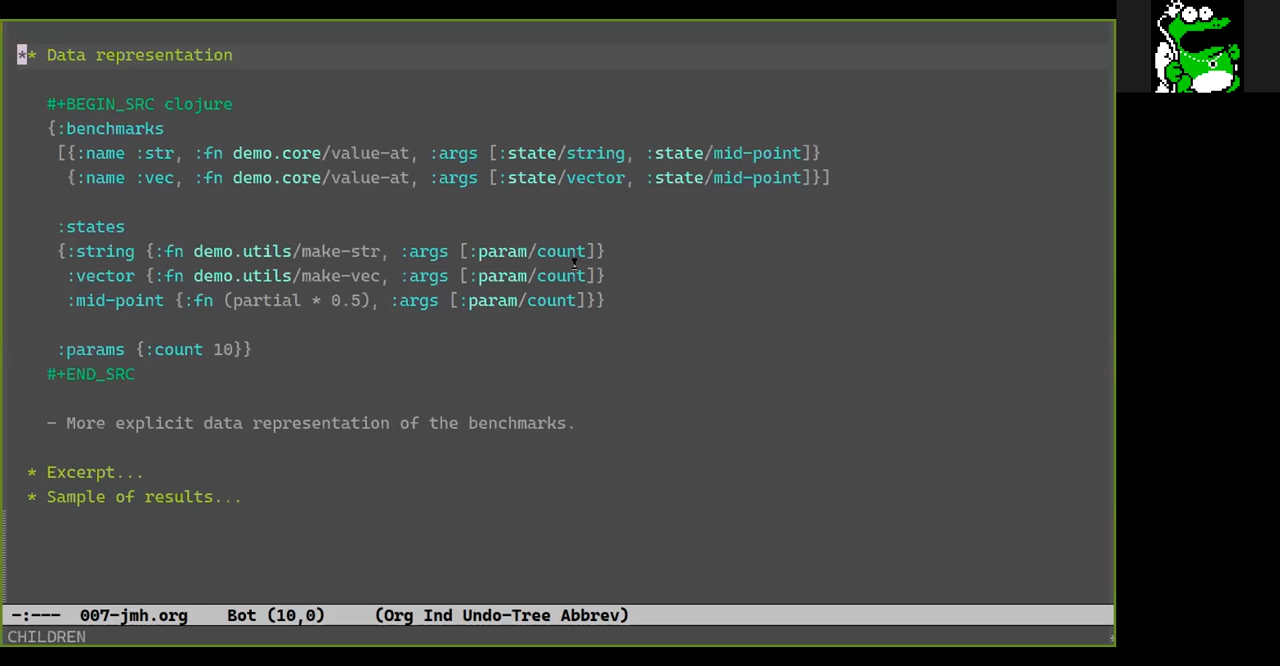 ** Data representation
#+BEGIN_SRC clojure
{:benchmarks
[{:name :str, :fn demo.core/value-at, :args [:state/string, :state/mid-point]}
{:name :vec, :fn demo.core/value-at, :args [:state/vector, :state/mid-point]}]
:states
{:string {:fn demo.utils/make-str, :args [:param/count]}
:vector {:fn demo.utils/make-vec, :args [:param/count]}
:mid-point {:fn (partial * 0.5), :args [:param/count]}}
:params {:count 10}}
#+END_SRC
- More explicit data representation of the benchmarks.
* Excerpt...
* Sample of results...
-:--- 007-jmh.org Bot (10,0) (Org Ind Undo-Tree Abbrev)
CHILDREN